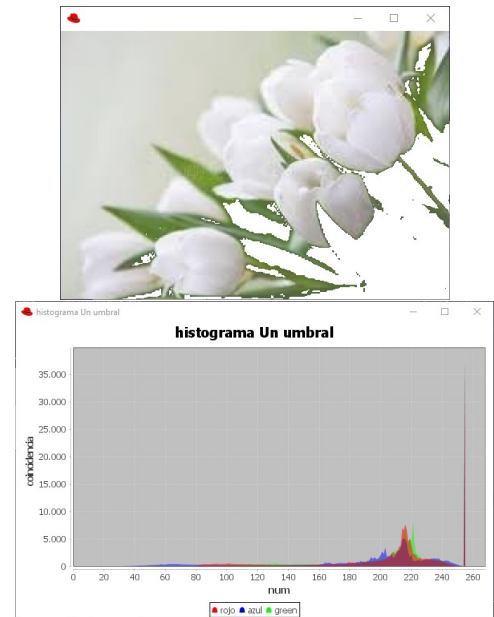 histograma Un umbral
histograma Un umbral
coincidencia
35.000
30.000
25.000
20.000
15.000
10.000
5.000
0
0 20 40 60 80 100 120 140 160 180 200 220 240 260
num
rojo azul green